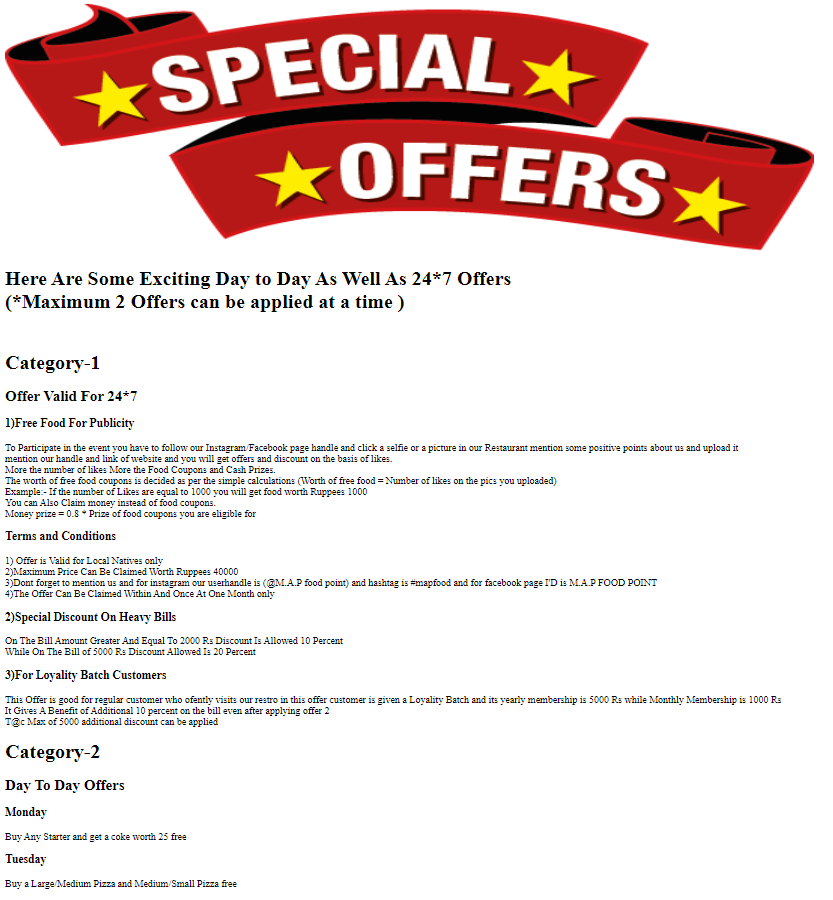 SPECIAL
OFFERS
Here Are Some Exciting Day to Day As Well As 24*7 Offers
(*Maximum 2 Offers can be applied at a time )
Category-1
Offer Valid For 24*7
1)Free Food For Publicity
To Participate in the event you have to follow our Instagram/Facebook page handle and click a selfie or a picture in our Restaurant mention some positive points about us and upload it
mention our handle and link of website and you will get offers and discount on the basis of likes.
More the number of likes More the Food Coupons and Cash Prizes.
The worth of free food coupons is decided as per the simple calculations (Worth of free food = Number of likes on the pics you uploaded)
Example:- If the number of Likes are equal to 1000 you will get food worth Ruppees 1000
You can Also Claim money instead of food coupons.
Money prize = 0.8 * Prize of food coupons you are eligible for
Terms and Conditions
1) Offer is Valid for Local Natives only
2)Maximum Price Can Be Claimed Worth Ruppees 40000
3)Dont forget to mention us and for instagram our userhandle is (@M.A.P food point) and hashtag is #mapfood and for facebook page I'D is M.A.P FOOD POINT
4)The Offer Can Be Claimed Within And Once At One Month only
2)Special Discount On Heavy Bills
On The Bill Amount Greater And Equal To 2000 Rs Discount Is Allowed 10 Percent
While On The Bill of 5000 Rs Discount Allowed Is 20 Percent
3)For Loyality Batch Customers
This Offer is good for regular customer who ofently visits our restro in this offer customer is given a Loyality Batch and its yearly membership is 5000 Rs while Monthly Membership is 1000 Rs
It Gives A Benefit of Additional 10 percent on the bill even after applying offer 2
T@c Max of 5000 additional discount can be applied
Category-2
Day To Day Offers
Monday
Buy Any Starter and get a coke worth 25 free
Tuesday
Buy a Large/Medium Pizza and Medium/Small Pizza free